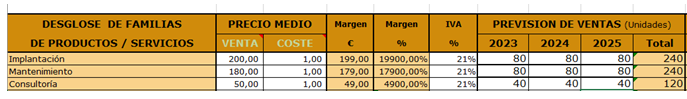 DESGLOSE DE FAMILIAS PRECIO MEDIO Margen Margen IVA PREVISION DE VENTAS (Unidades)
DE PRODUCTOS / SERVICIOS VENTA COSTE € % % 2023 2024 2025 Total
Implantación 200,00 1,00 199,00 19900,00% 21% 80 80 80 240
Mantenimiento 180,00 1,00 179,00 17900,00% 21% 80 80 80 240
Consultoría 50,00 1,00 49,00 4900,00% 21% 40 40 40 120